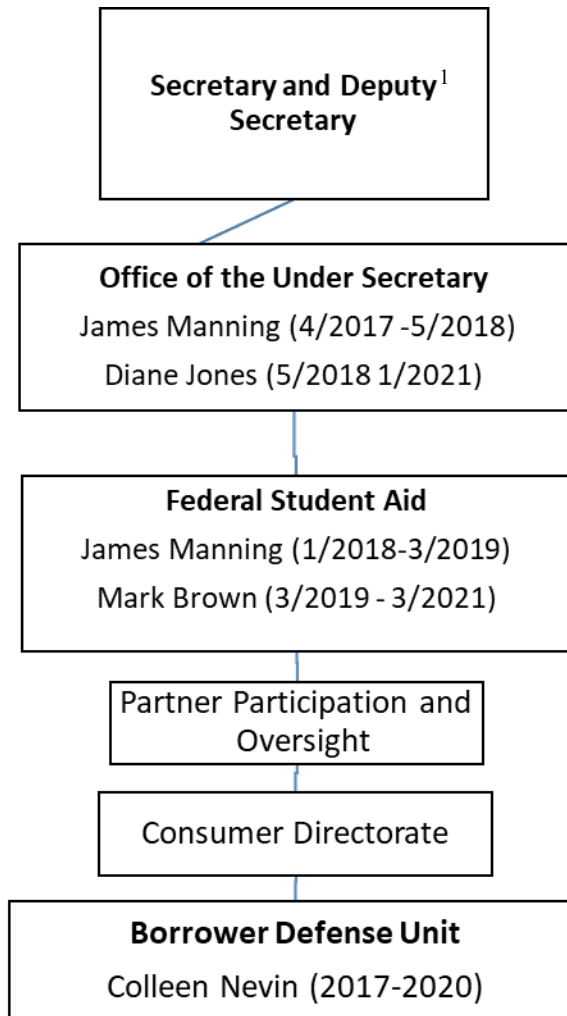 Secretary and Deputy1
Secretary
Office of the Under Secretary
James Manning (4/2017 -5/2018)
Diane Jones (5/2018 1/2021)
Federal Student Aid
James Manning (1/2018-3/2019)
Mark Brown (3/2019 - 3/2021)
Partner Participation and
Oversight
Consumer Directorate
Borrower Defense Unit
Colleen Nevin (2017-2020)